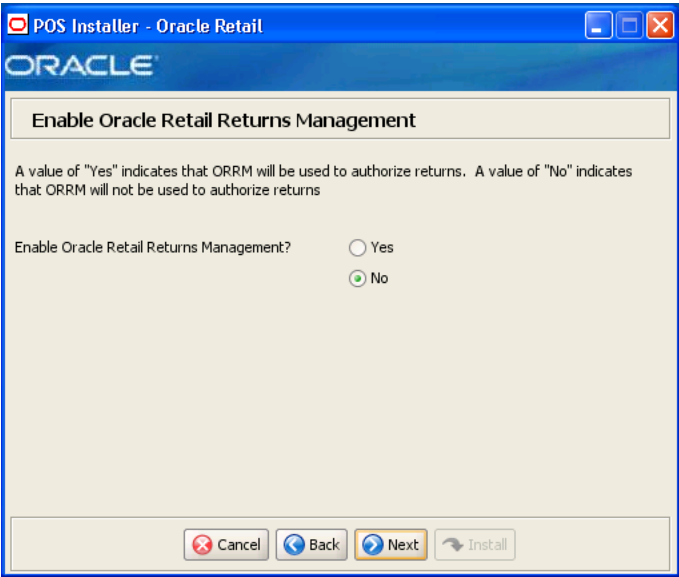 POS Installer - Oracle Retail
ORACLE
Enable Oracle Retail Returns Management
A value of "Yes" indicates that ORRM will be used to authorize returns.  A value of "No" indicates
that ORRM will not be used to authorize returns
Enable Oracle Retail Returns Management? Yes
No
Cancel Back Next Install